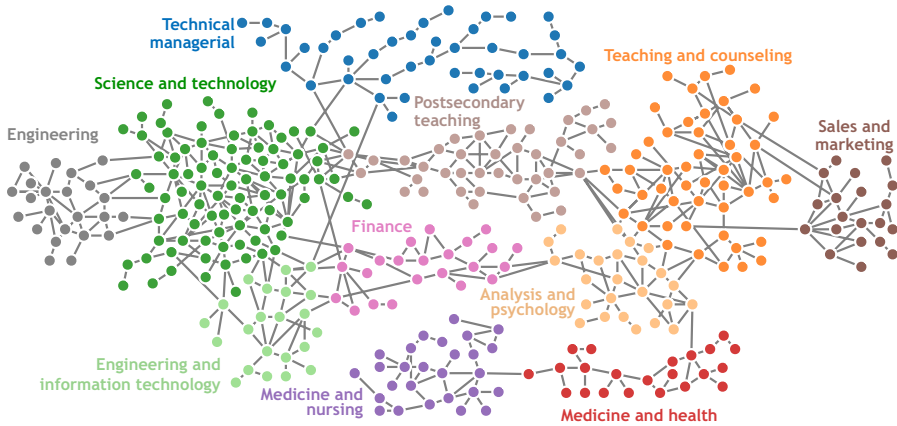 Technical
managerial
Teaching and counseling
Science and technology
Postsecondary
teaching
Engineering
Sales and
marketing
Finance
Analysis and
psychology
Engineering and
information technology
Medicine and
nursing
Medicine and health